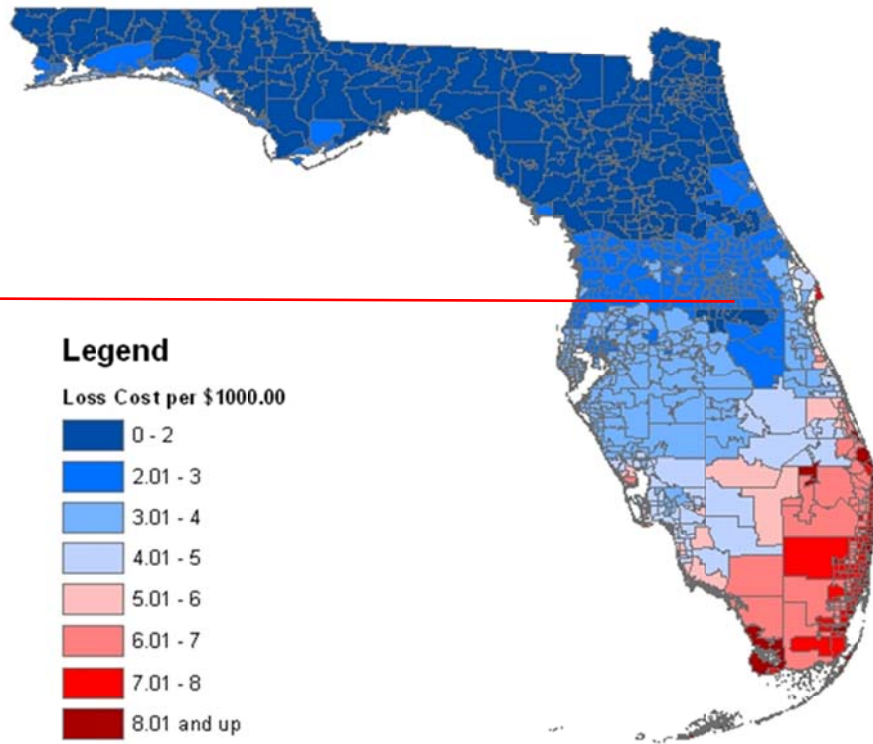 Legend
Loss Cost per $1000.00
0 - 2
2.01 - 3
3.01 - 4
4.01 - 5
5.01 - 6
6.01 - 7
7.01 - 8
8.01 and up